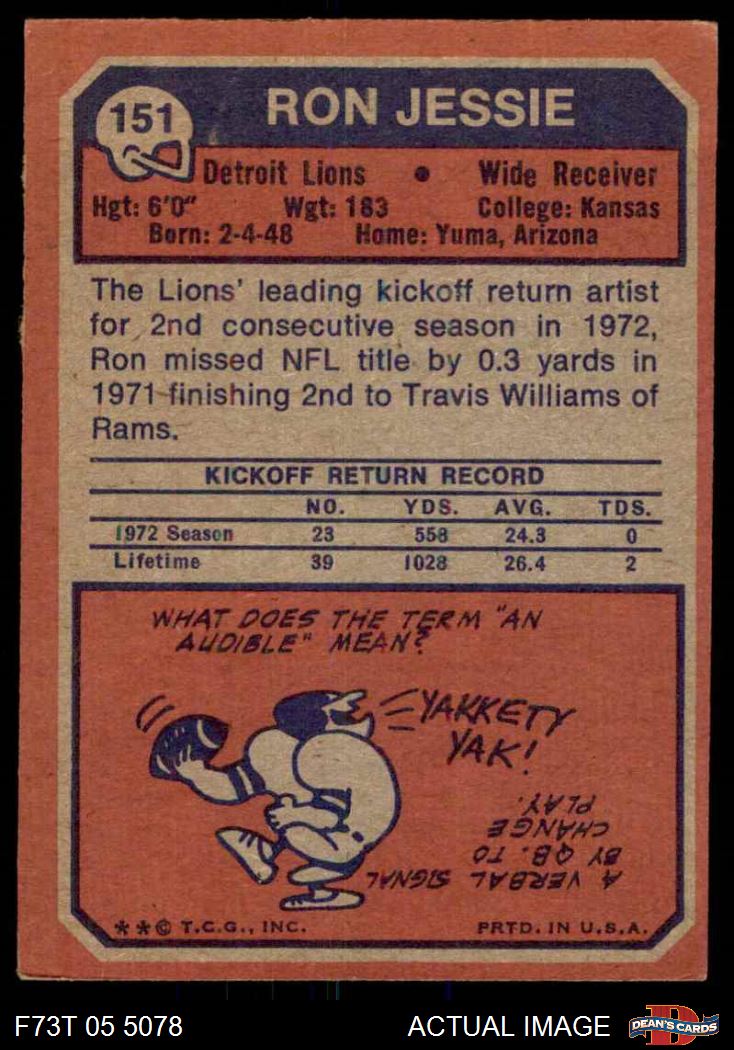 151
RON JESSIE
Detroit Lions • Wide Receiver
Hgt: 6'0" Wgt: 183 College: Kansas
Born: 2-4-48 Home: Yuma, Arizona
The Lions' leading kickoff return artist
for 2nd consecutive season in 1972,
Ron missed NFL title by 0.3 yards in
1971 finishing 2nd to Travis Williams of
Rams.
KICKOFF RETURN RECORD
NO. YDS. AVG. TDS.
1972 Season 23 558 24.3 0
Lifetime 39 1028 26.4 2
WHAT DOES THE TERM "AN
AUDIBLE" MEAN?
YAKKETY
YAK!
A VERBAL SIGNAL
BY QB. TO
CHANGE
PLAY.
**© T.C.G., INC. PRTD. IN U.S.A.
F73T 05 5078 ACTUAL IMAGE
D
DEAN'S CARDS